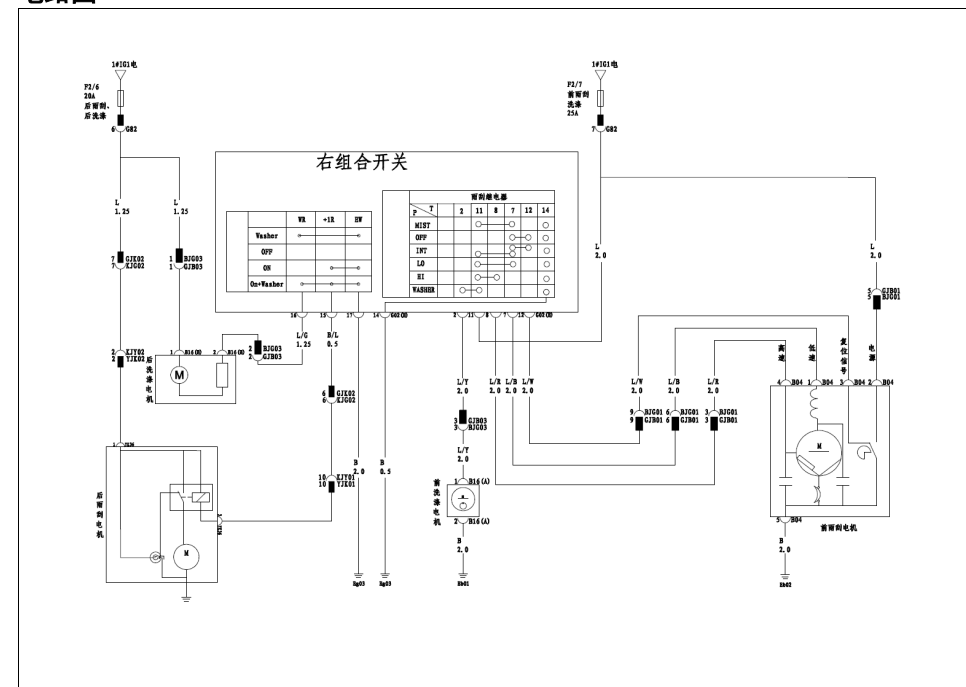 1#IG1电
F2/6
20A
后雨刮、
后洗涤
6 G82
1#IG1电
F2/7
前雨刮
洗涤
25A
7 G82
右组合开关
WR +1R EW
Washer
OFF
ON
On+Washer
雨刮继电器
P T 2 11 8 7 12 14
MIST
OFF
INT
LO
HI
WASHER
16 15 17 14 G02(X)
2 11 8 7 12 G02(X)
L
1.25
L
1.25
7 GJK02
7 KJG02
1 BJG03
1 GJB03
2 KJY02
2 YJK02
1 B16
2 B16
后洗涤电机
M
2 BJG03
2 GJB03
L/G
1.25
B/L
0.5
6 GJK02
6 KJG02
10 KJY01
10 YJK01
后雨刮电机
M
B
2.0
B
0.5
Eg03
Eg03
L/Y
2.0
3 GJB03
3 BJG03
L/Y
2.0
1 B16(A)
前洗涤电机
2 B16(A)
B
2.0
Eb01
L/R
2.0
L/B
2.0
L/W
2.0
L
2.0
L
2.0
5 GJB01
5 BJG01
L/W
2.0
L/B
2.0
L/R
2.0
9 BJG01
9 GJB01
6 BJG01
6 GJB01
3 BJG01
3 GJB01
高速
低速
复位信号
电源
4 B04
1 B04
3 B04
2 B04
M
5 B04
前雨刮电机
B
2.0
Eb02